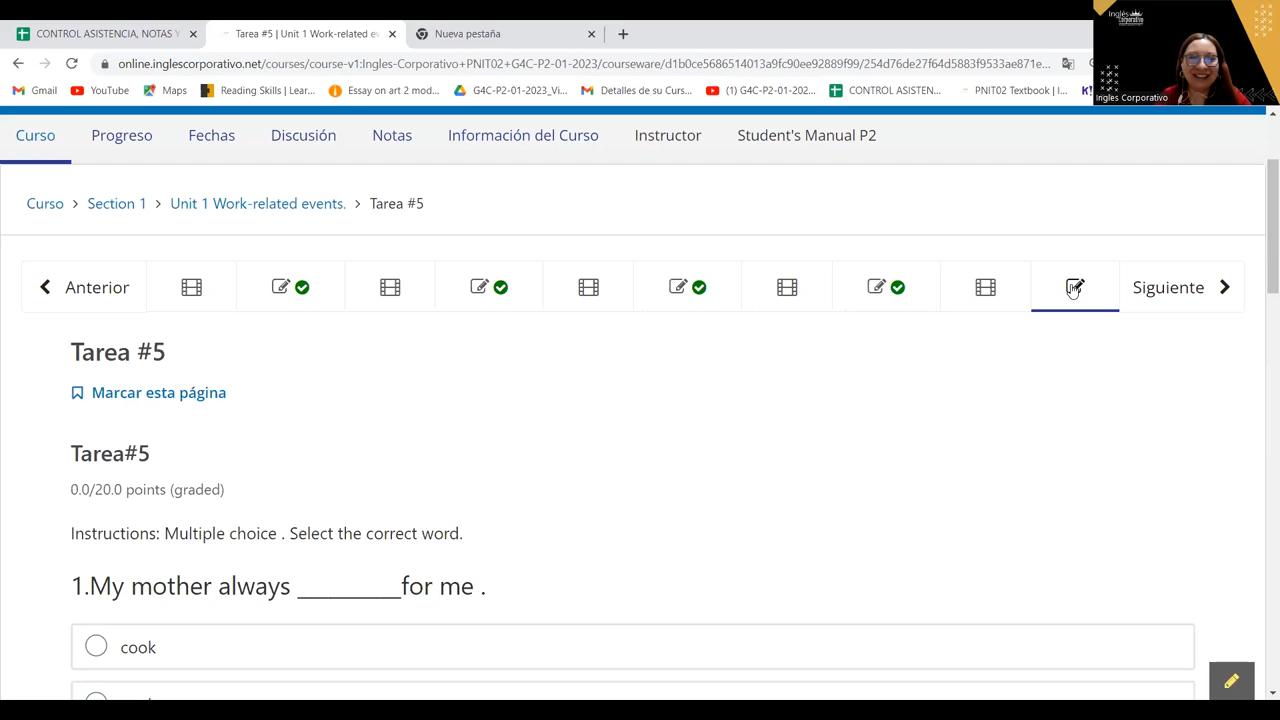 CONTROL ASISTENCIA, NOTAS Y
Tarea #5 | Unit 1 Work-related ev
Nueva pestaña
Inglés
Corporativo
Ingles Corporativo
online.inglescorporativo.net/courses/course-v1:Ingles-Corporativo+PNIT02+G4C-P2-01-2023/courseware/d1b0ce5686514013a9fc90ee92889f99/254d76de27f64d5883f9533ae871e...
Gmail
YouTube
Maps
Reading Skills | Lear...
Essay on art 2 mod...
G4C-P2-01-2023_Vi...
Detalles de su Curs...
(1) G4C-P2-01-202...
CONTROL ASISTEN...
PNIT02 Textbook | I...
Curso
Progreso
Fechas
Discusión
Notas
Información del Curso
Instructor
Student's Manual P2
Curso > Section 1 > Unit 1 Work-related events. > Tarea #5
Anterior
Siguiente
Tarea #5
Marcar esta página
Tarea#5
0.0/20.0 points (graded)
Instructions: Multiple choice . Select the correct word.
1.My mother always _________for me .
cook